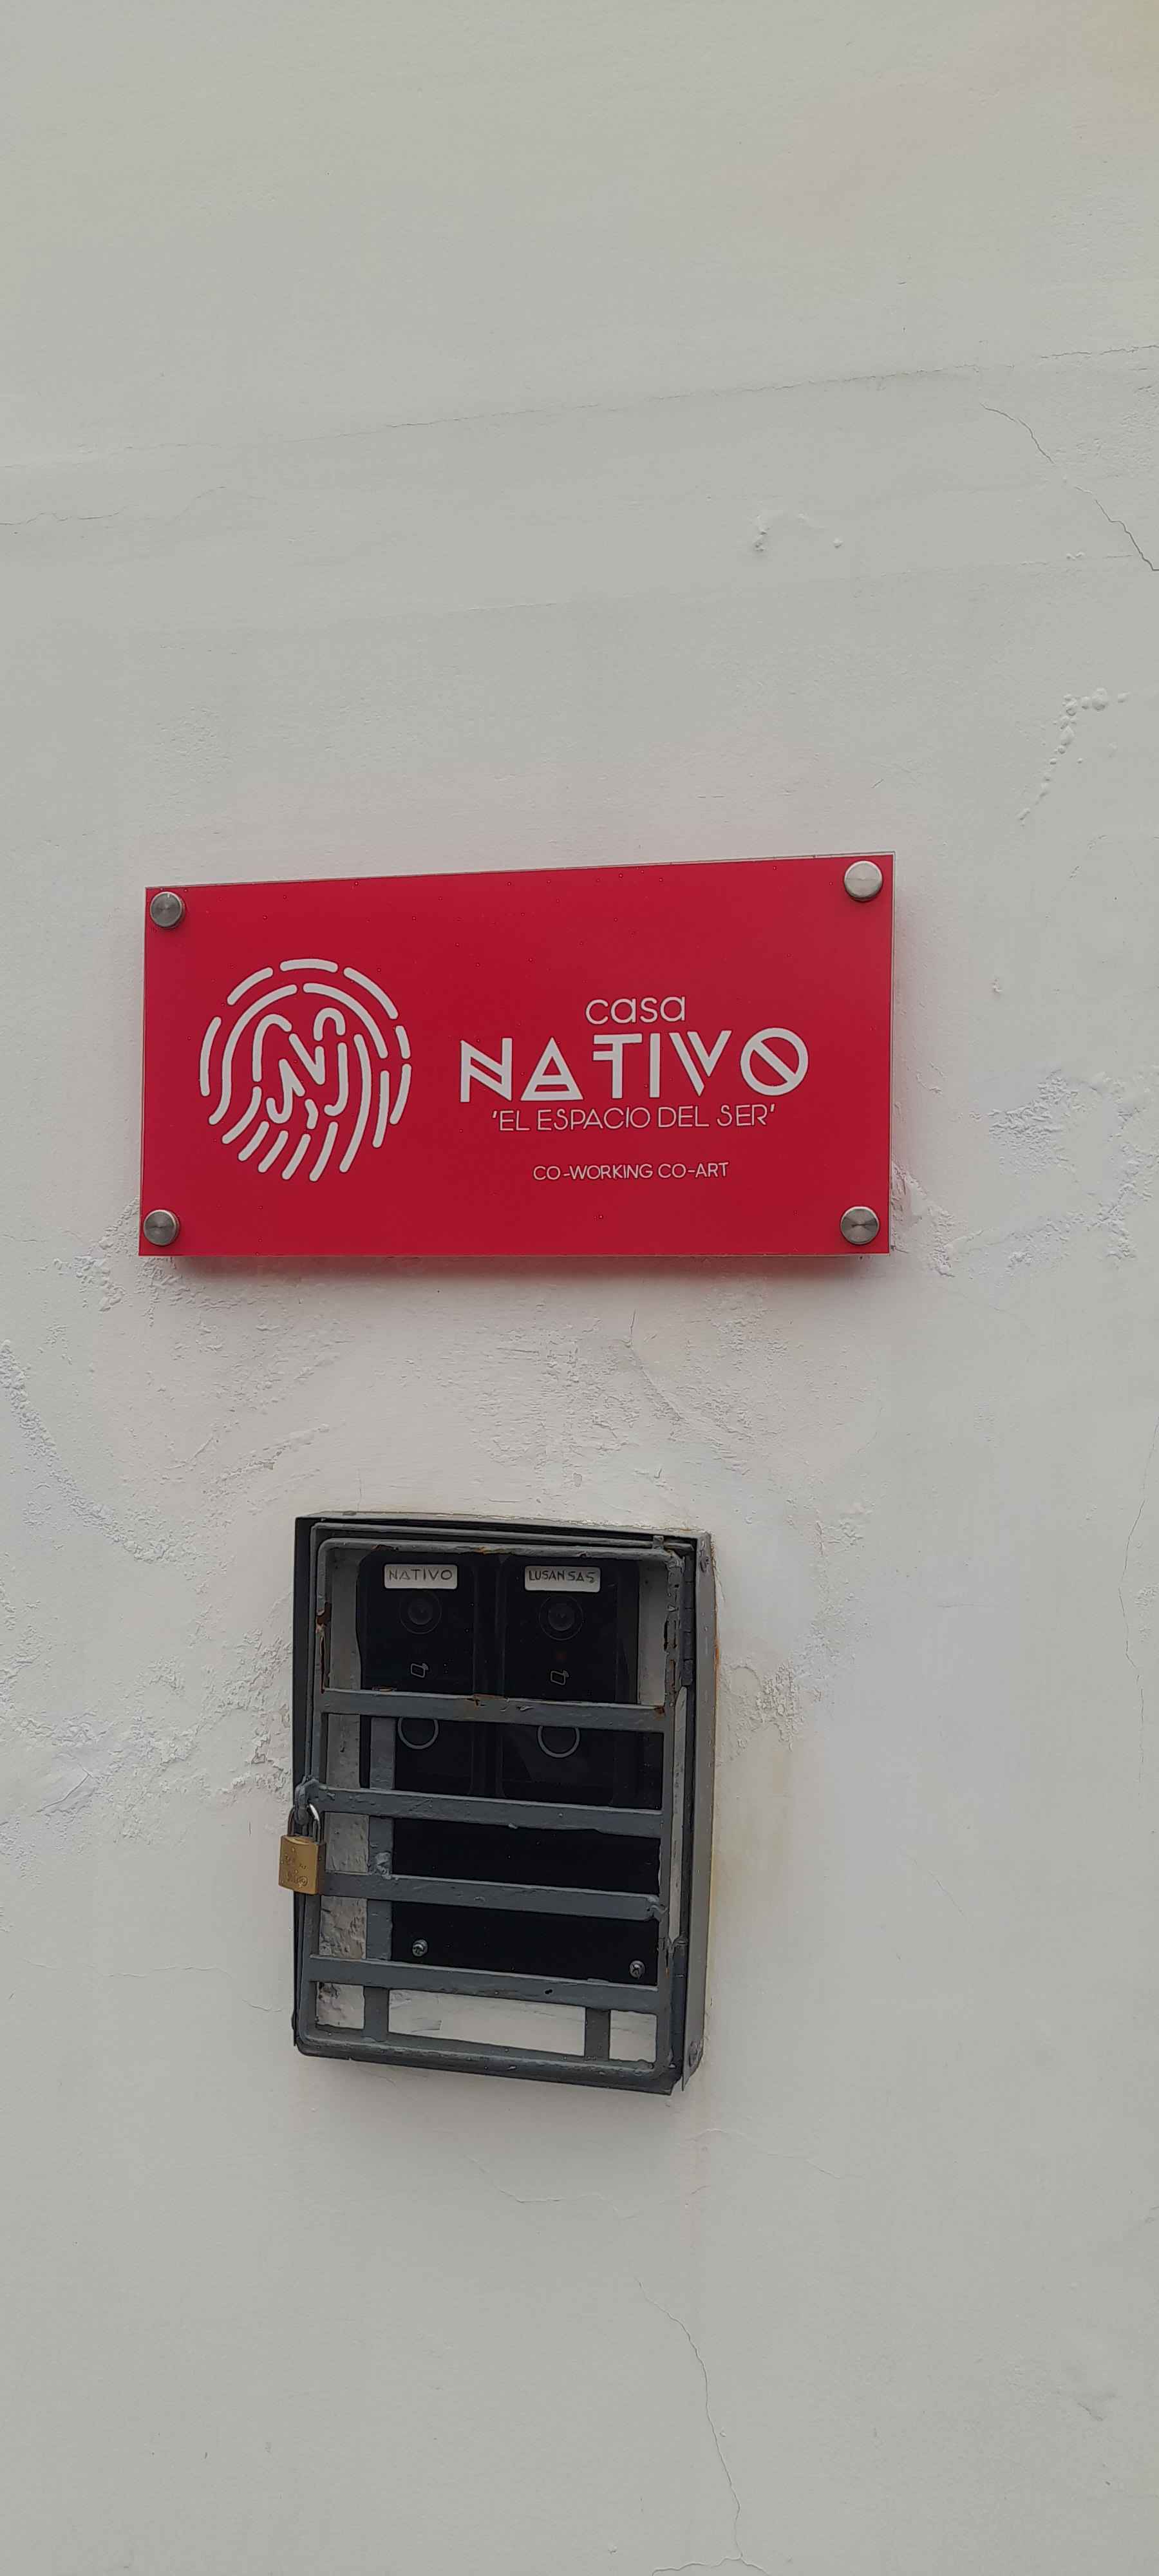 casa
NATIVO
'EL ESPACIO DEL SER'
CO-WORKING CO-ART
NATIVO
LUSAN SAS